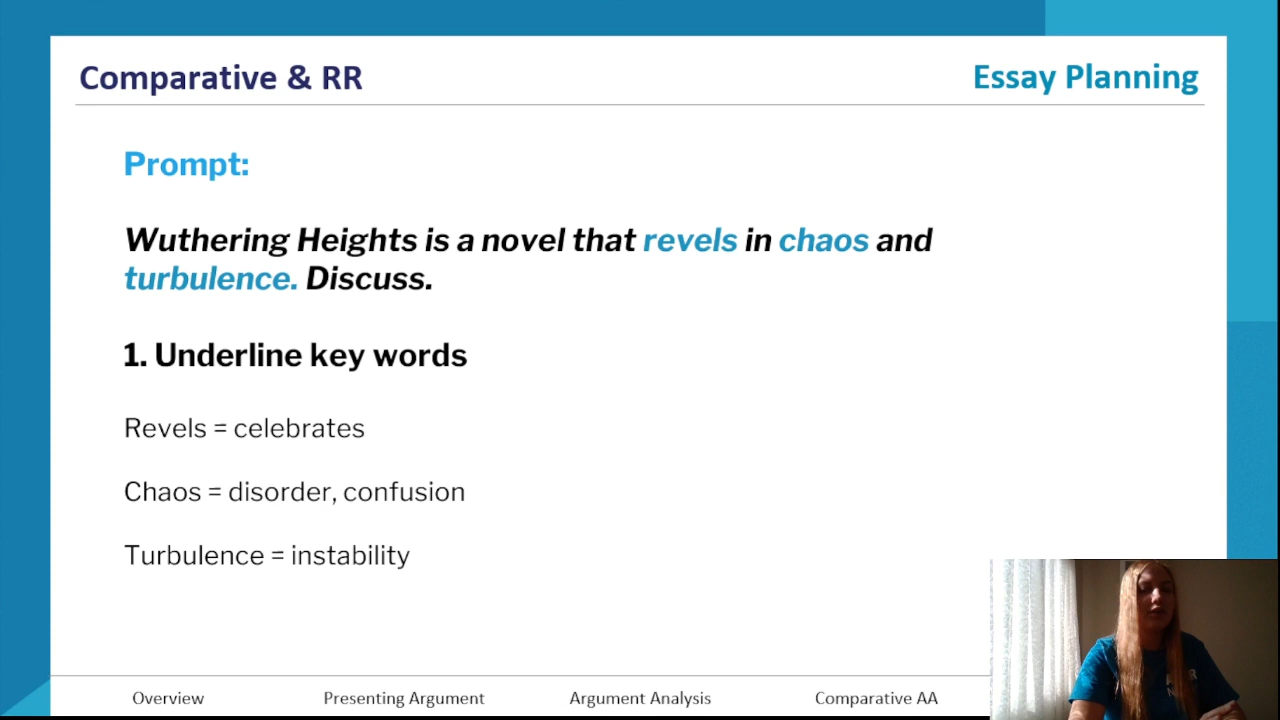 Comparative & RR
Essay Planning
Prompt:
Wuthering Heights is a novel that revels in chaos and
turbulence. Discuss.
1. Underline key words
Revels = celebrates
Chaos = disorder, confusion
Turbulence = instability
Overview
Presenting Argument
Argument Analysis
Comparative AA